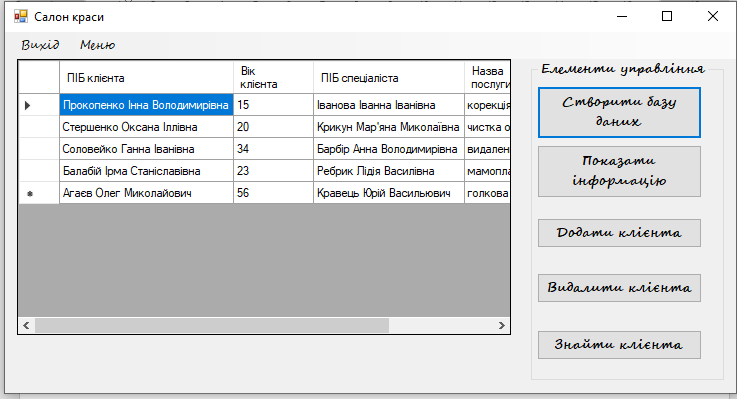 Салон краси
Вихід Меню
ПІБ клієнта Вік клієнта ПІБ спеціаліста Назва послуги
Прокопенко Інна Володимирівна 15 Іванова Іванна Іванівна корекція
Стершенко Оксана Іллівна 20 Крикун Мар'яна Миколаївна чистка о
Соловейко Ганна Іванівна 34 Барбір Анна Володимирівна видален
Балабій Ірма Станіславівна 23 Ребрик Лідія Василівна мамопла
Агаєв Олег Миколайович 56 Кравець Юрій Васильович голкова
Елементи управління
Створити базу
даних
Показати
інформацію
Додати клієнта
Видалити клієнта
Знайти клієнта